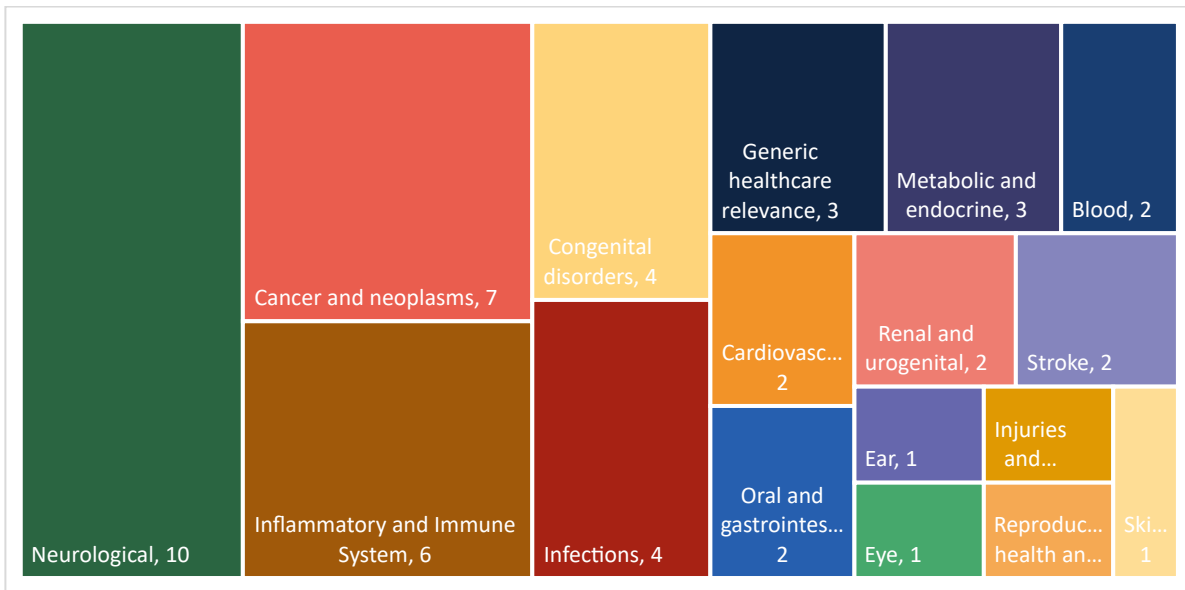 Neurological, 10
Cancer and neoplasms, 7
Inflammatory and Immune
System, 6
Congenital
disorders, 4
Infections, 4
Generic
healthcare
relevance, 3
Metabolic and
endocrine, 3
Blood, 2
Cardiovasc...
2
Renal and
urogenital, 2
Stroke, 2
Oral and
gastrointes...
2
Ear, 1
Injuries
and...
Eye, 1
Reproduc...
health an...
Ski...
1